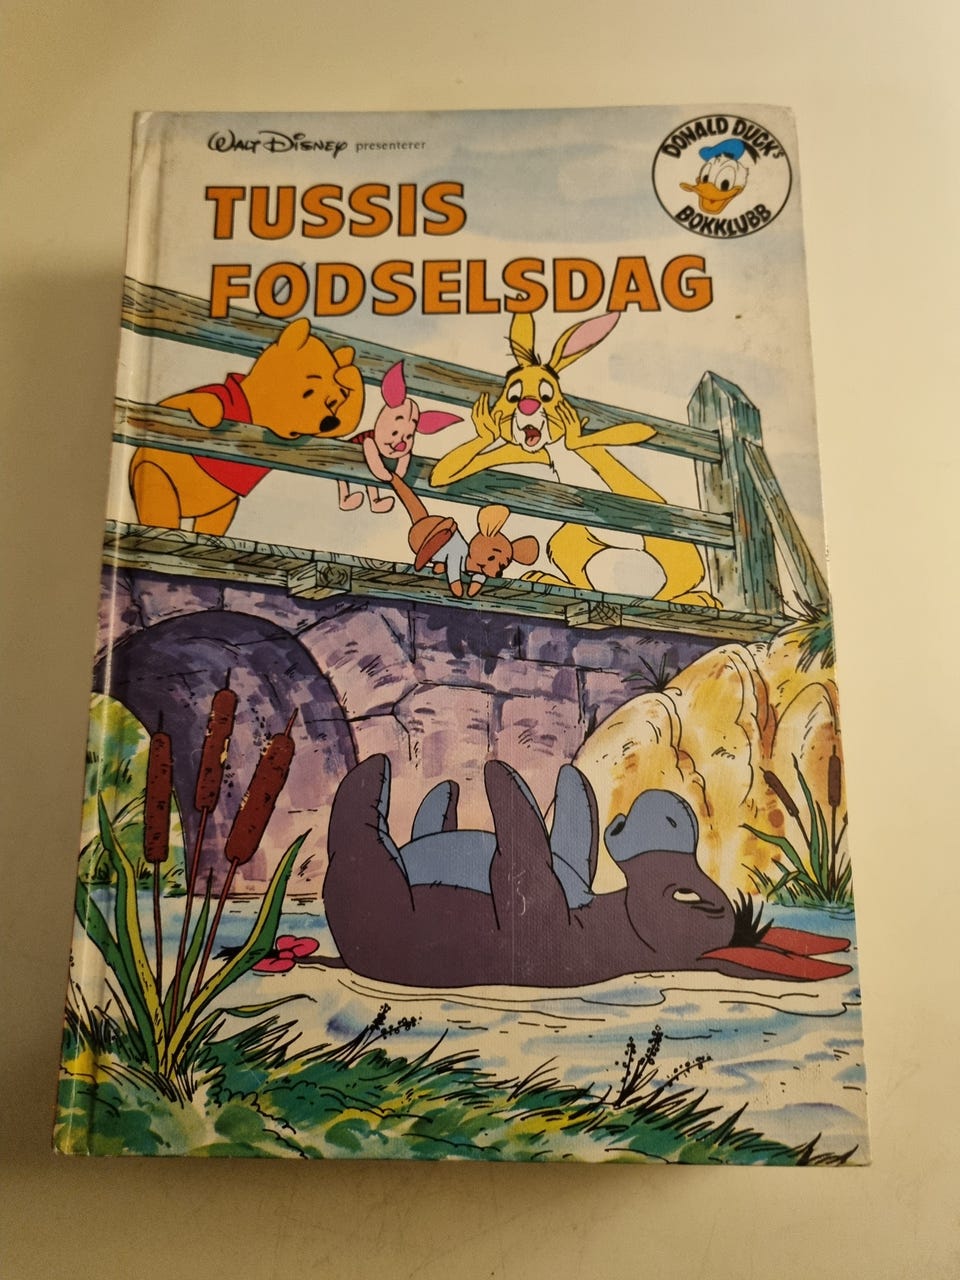 WALT DISNEY presenterer
DONALD DUCK's
BOKKLUBB
TUSSIS
FØDSELSDAG